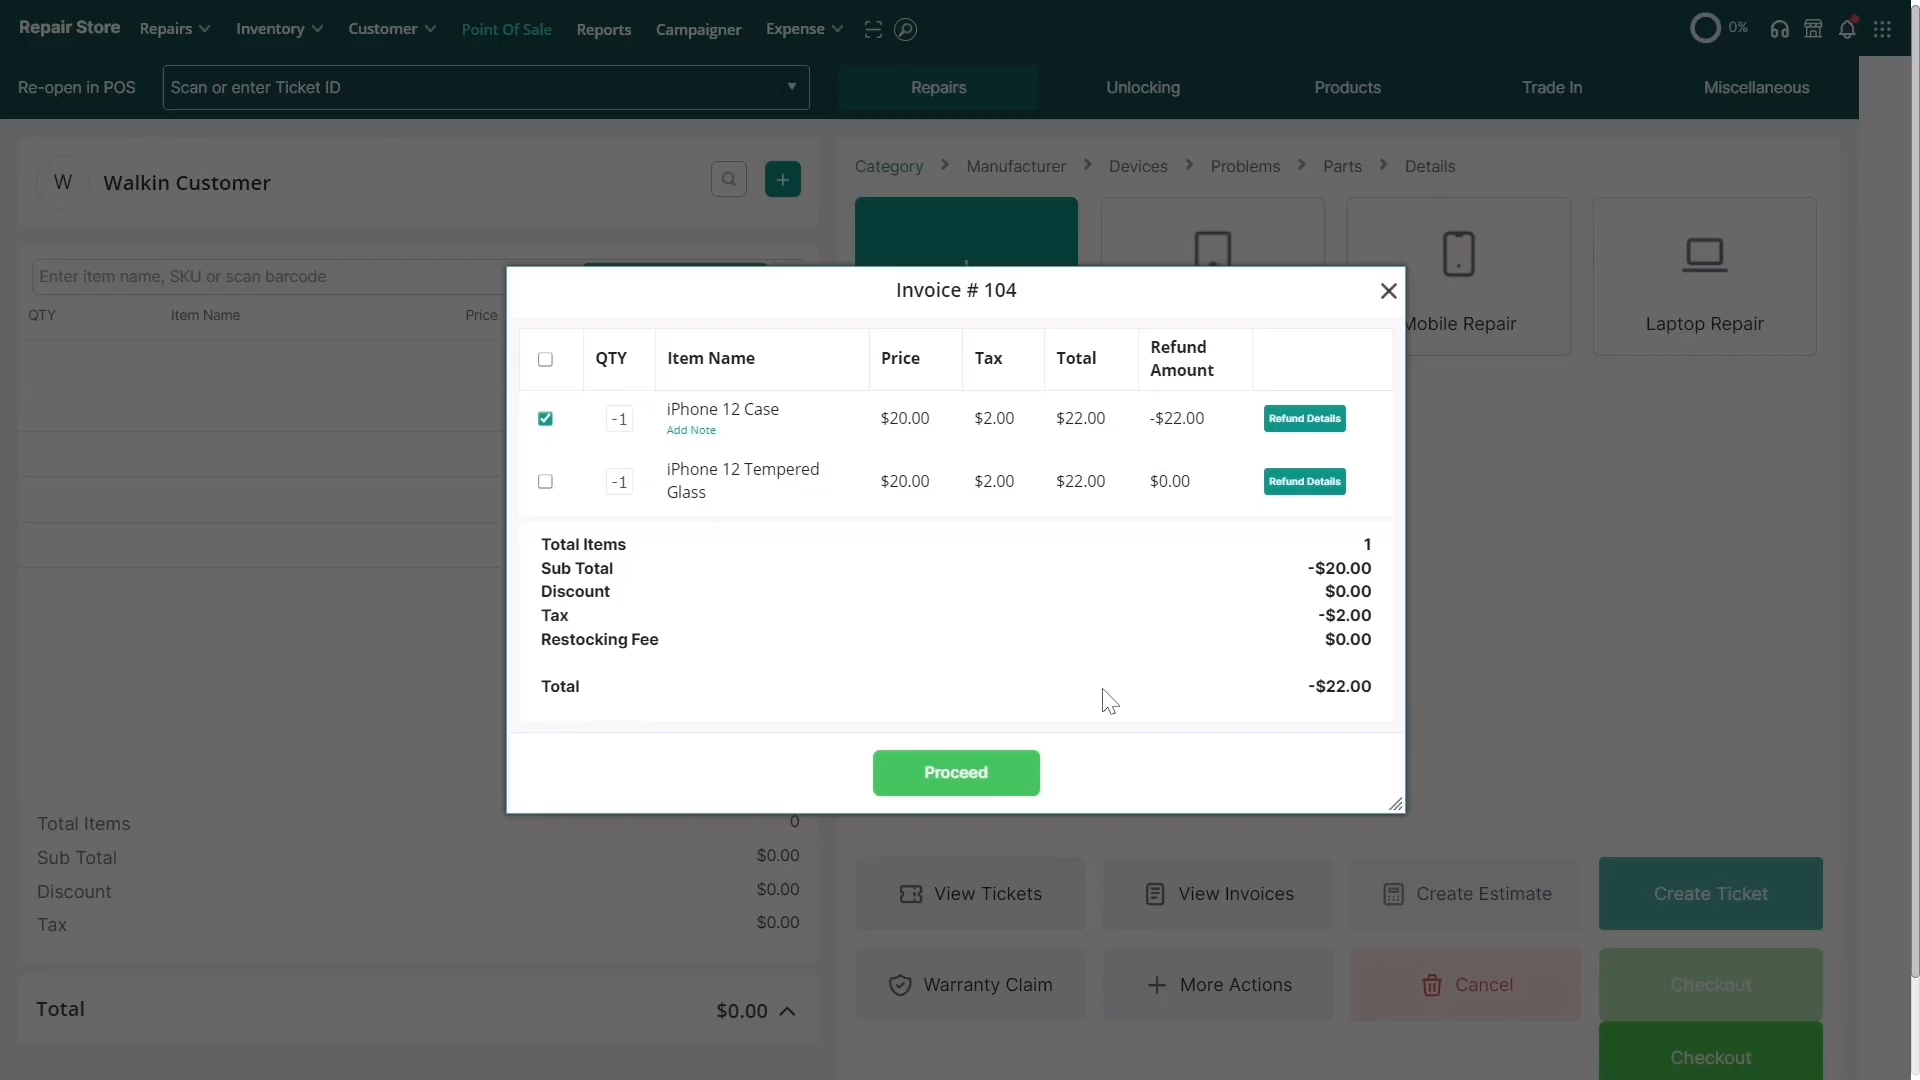 Repair Store Repairs Inventory Customer Point Of Sale Reports Campaigner Expense 0%
Re-open in POS Scan or enter Ticket ID Repairs Unlocking Products Trade In Miscellaneous
W Walkin Customer +
Category > Manufacturer > Devices > Problems > Parts > Details
Enter item name, SKU or scan barcode
QTY Item Name Price
Mobile Repair
Laptop Repair
Invoice # 104
QTY Item Name Price Tax Total Refund Amount
-1 iPhone 12 Case $20.00 $2.00 $22.00 -$22.00 Refund Details
Add Note
-1 iPhone 12 Tempered Glass $20.00 $2.00 $22.00 $0.00 Refund Details
Total Items 1
Sub Total -$20.00
Discount $0.00
Tax -$2.00
Restocking Fee $0.00
Total -$22.00
Proceed
Total Items 0
Sub Total $0.00
Discount $0.00
Tax $0.00
Total $0.00
View Tickets View Invoices Create Estimate Create Ticket
Warranty Claim More Actions Cancel Checkout
Checkout